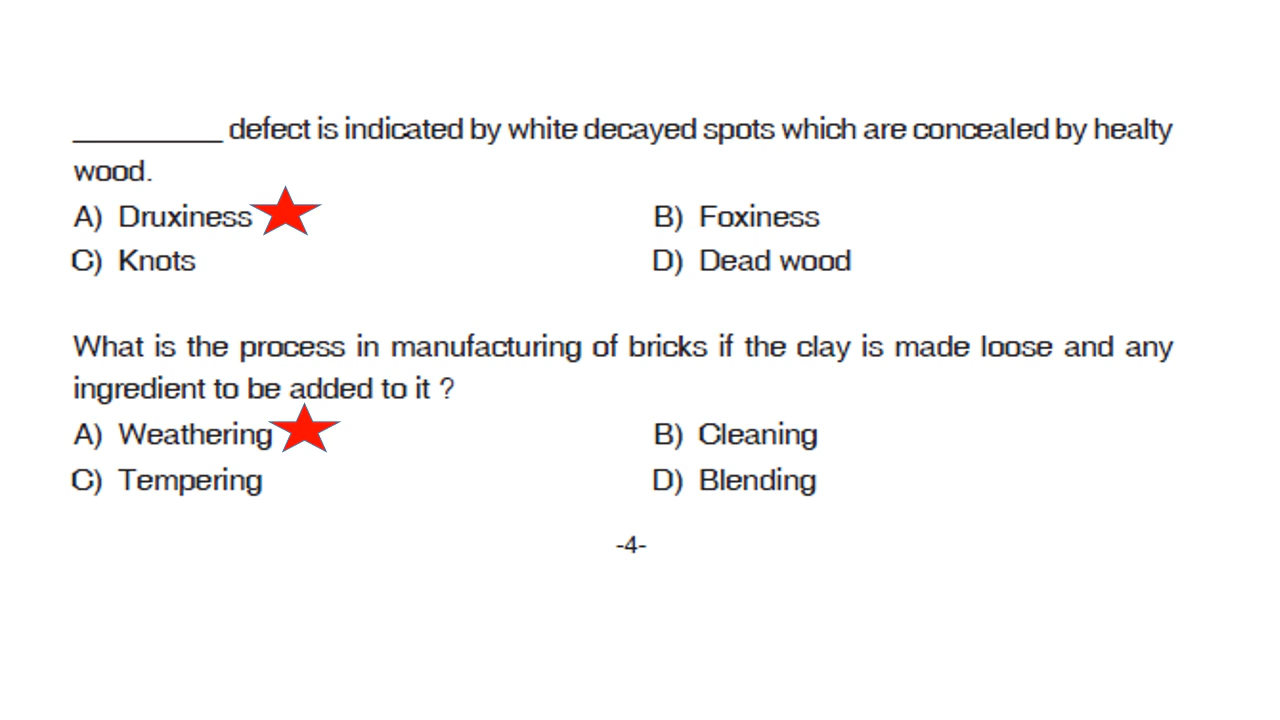 __________ defect is indicated by white decayed spots which are concealed by healty
wood.
A) Druxiness B) Foxiness
C) Knots D) Dead wood
What is the process in manufacturing of bricks if the clay is made loose and any
ingredient to be added to it ?
A) Weathering B) Cleaning
C) Tempering D) Blending
-4-